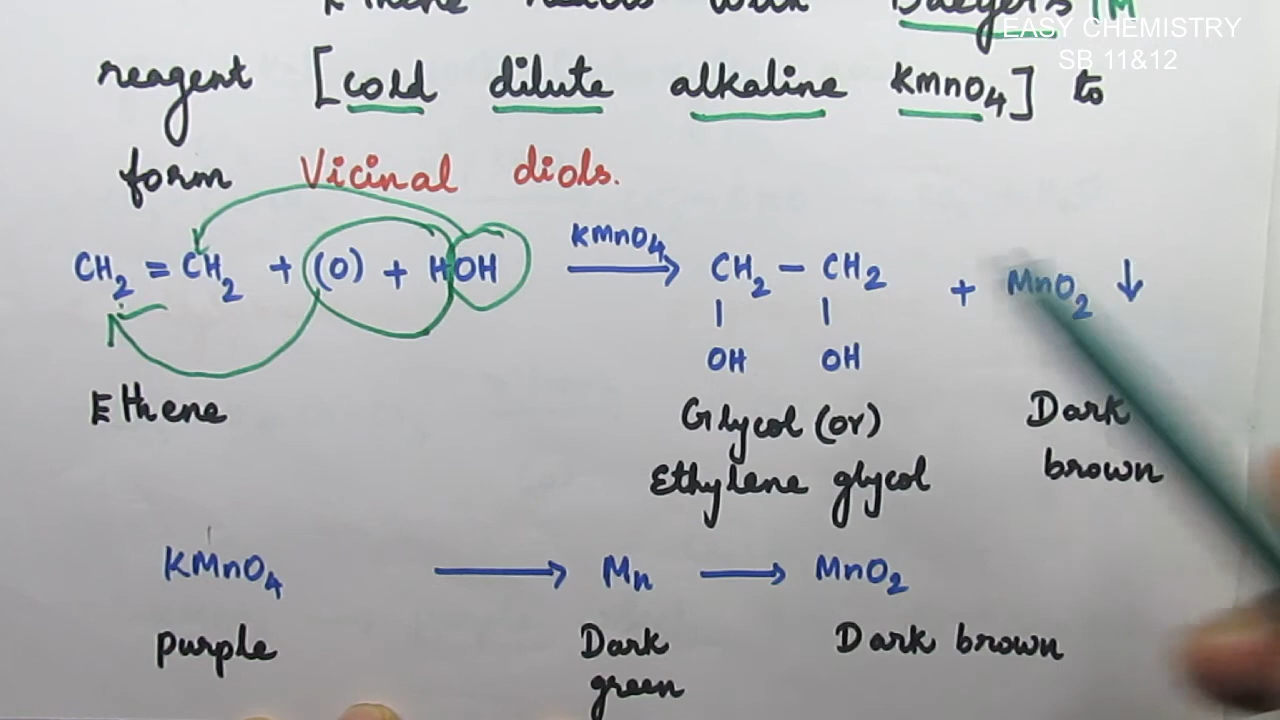 Baeyer's
EASY CHEMISTRY
SB 11&12
reagent [cold dilute alkaline KMnO4] to
form Vicinal diols.
CH2 = CH2 + (O) + HOH KMnO4 → CH2 – CH2 + MnO2 ↓
OH OH
Ethene
Glycol (or) Dark
Ethylene glycol brown
KMnO4 → Mn → MnO2
purple Dark Dark brown
green